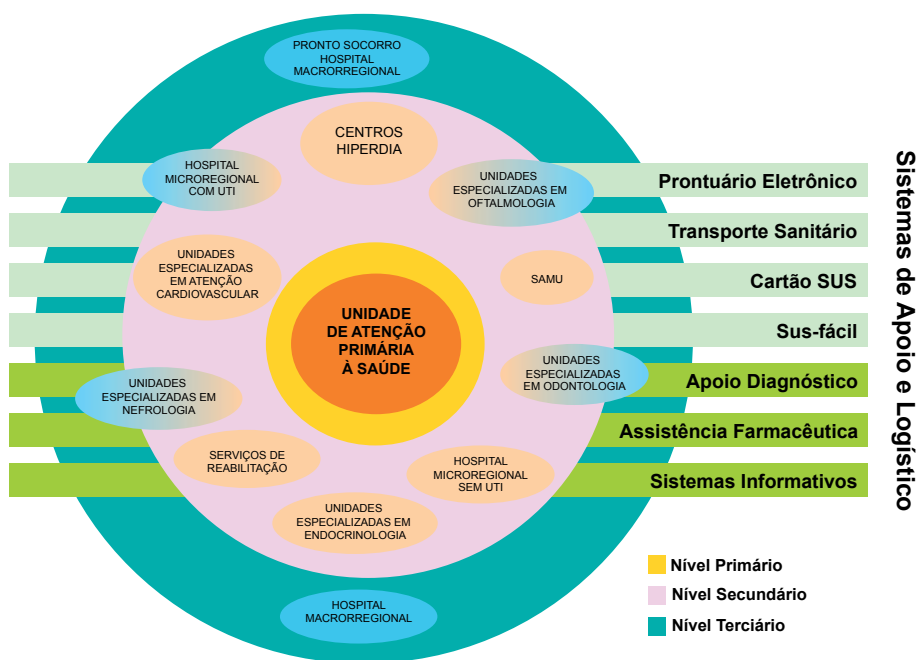 PRONTO SOCORRO
HOSPITAL
MACRORREGIONAL
CENTROS
HIPERDIA
HOSPITAL
MICROREGIONAL
COM UTI
UNIDADES
ESPECIALIZADAS EM
OFTALMOLOGIA
UNIDADES
ESPECIALIZADAS
EM ATENÇÃO
CARDIOVASCULAR
SAMU
UNIDADE
DE ATENÇÃO
PRIMÁRIA
À SAÚDE
UNIDADES
ESPECIALIZADAS EM
NEFROLOGIA
UNIDADES
ESPECIALIZADAS
EM ODONTOLOGIA
SERVIÇOS DE
REABILITAÇÃO
HOSPITAL
MICROREGIONAL
SEM UTI
UNIDADES
ESPECIALIZADAS EM
ENDOCRINOLOGIA
HOSPITAL
MACRORREGIONAL
Prontuário Eletrônico
Transporte Sanitário
Cartão SUS
Sus-fácil
Apoio Diagnóstico
Assistência Farmacêutica
Sistemas Informativos
Sistemas de Apoio e Logístico
Nível Primário
Nível Secundário
Nível Terciário